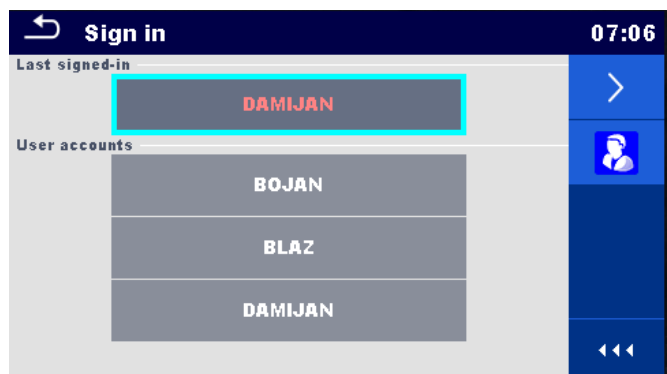 Sign in 07:06
Last signed-in
DAMIJAN
User accounts
BOJAN
BLAZ
DAMIJAN